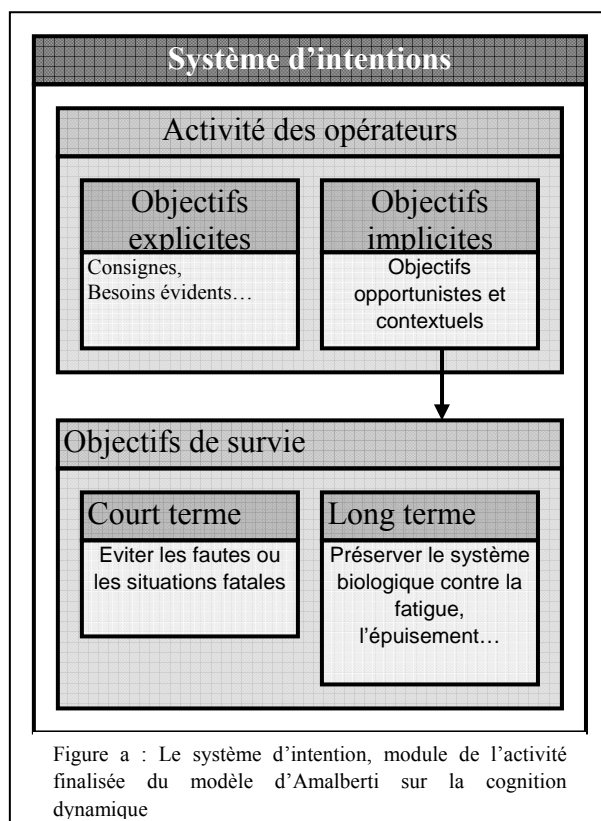 Système d’intentions
Activité des opérateurs
Objectifs
explicites
Consignes,
Besoins évidents…
Objectifs
implicites
Objectifs
opportunistes et
contextuels
Objectifs de survie
Court terme
Eviter les fautes ou
les situations fatales
Long terme
Préserver le système
biologique contre la
fatigue,
l’épuisement…
Figure a : Le système d’intention, module de l’activité
finalisée du modèle d’Amalberti sur la cognition
dynamique